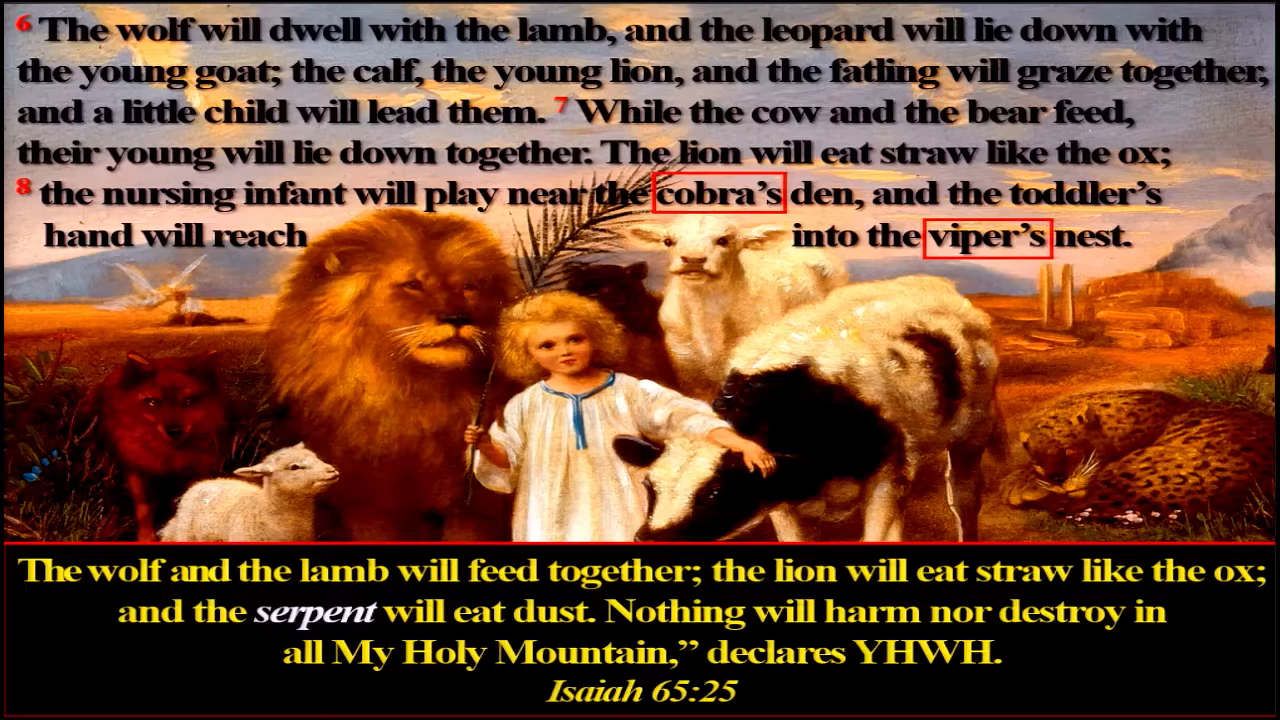 6 The wolf will dwell with the lamb, and the leopard will lie down with
the young goat; the calf, the young lion, and the fatling will graze together,
and a little child will lead them. 7 While the cow and the bear feed,
their young will lie down together. The lion will eat straw like the ox;
8 the nursing infant will play near the cobra’s den, and the toddler’s
hand will reach into the viper’s nest.
The wolf and the lamb will feed together; the lion will eat straw like the ox;
and the serpent will eat dust. Nothing will harm nor destroy in
all My Holy Mountain,” declares YHWH.
Isaiah 65:25